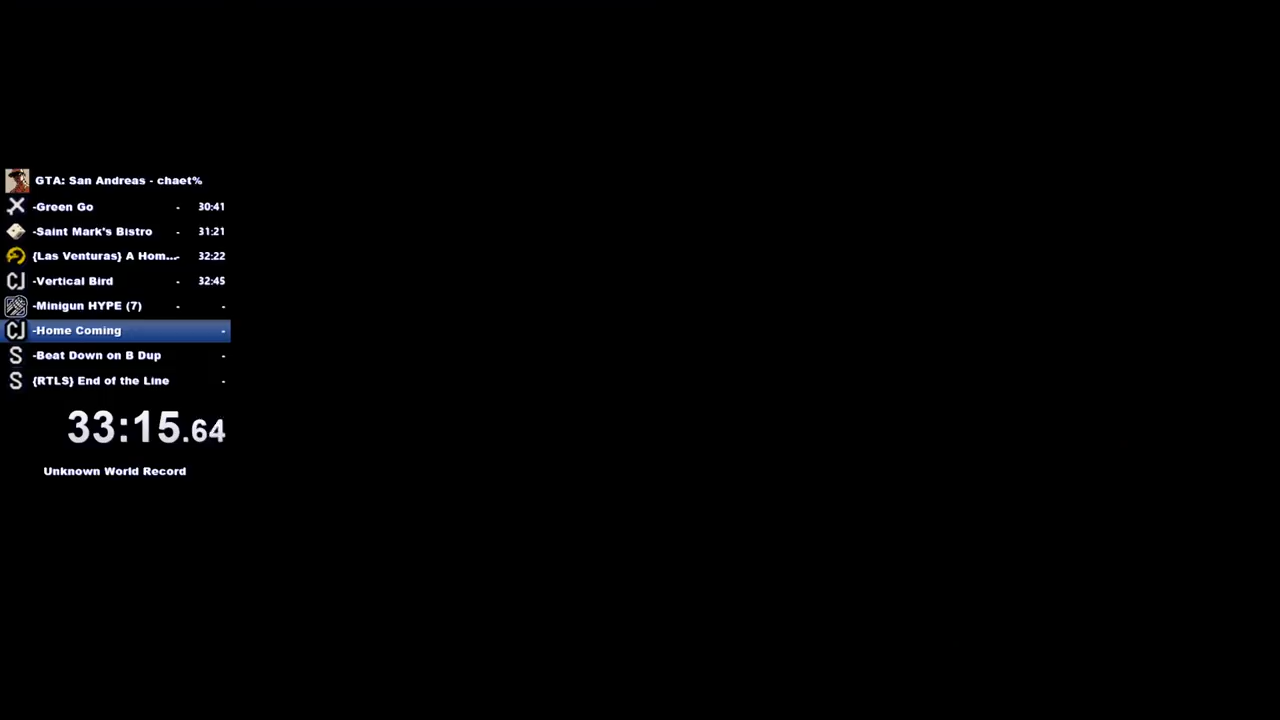 GTA: San Andreas - chaet%
-Green Go - 30:41
-Saint Mark's Bistro - 31:21
{Las Venturas} A Hom...- 32:22
-Vertical Bird - 32:45
-Minigun HYPE (7) - -
-Home Coming -
-Beat Down on B Dup -
{RTLS} End of the Line -
33:15.64
Unknown World Record